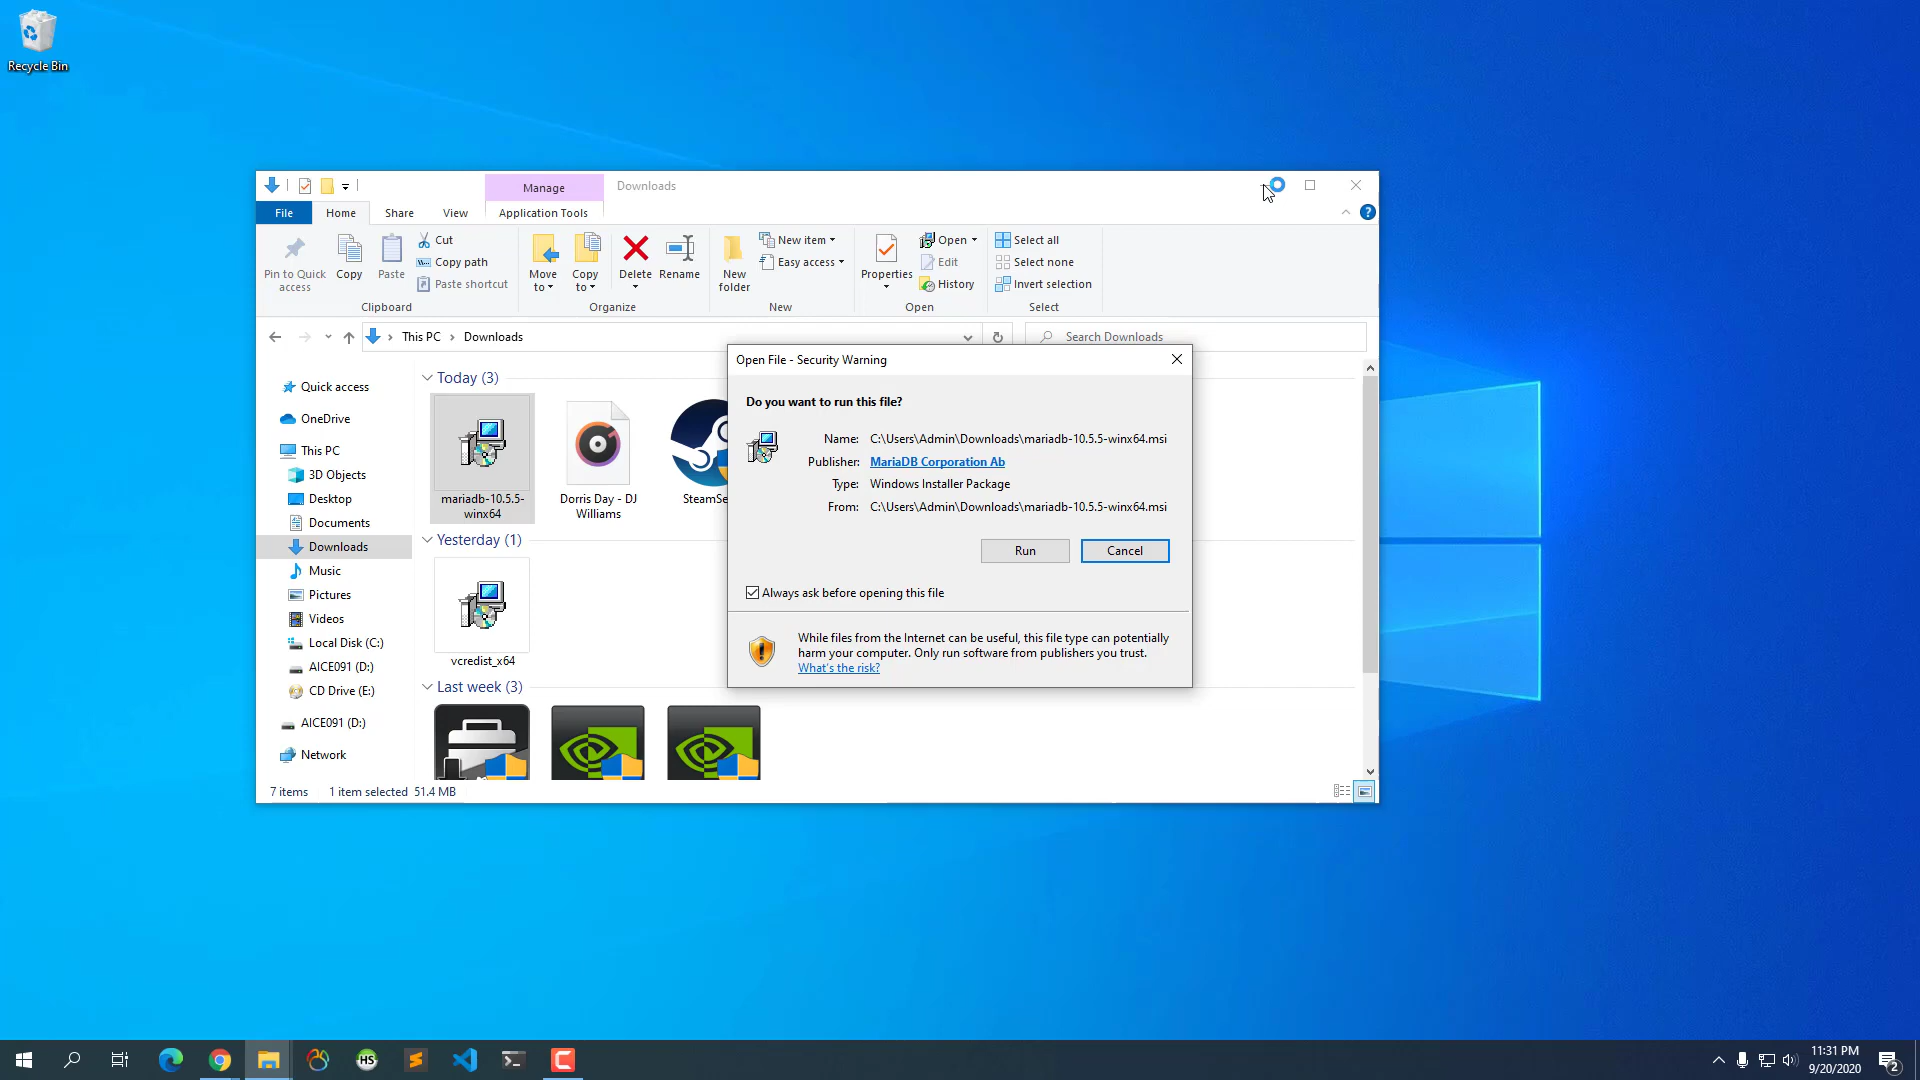 Recycle Bin
Manage
Downloads
File
Home
Share
View
Application Tools
Pin to Quick access
Copy
Paste
Cut
Copy path
Paste shortcut
Clipboard
Move to
Copy to
Delete
Rename
Organize
New folder
New item
Easy access
New
Properties
Open
Edit
History
Open
Select all
Select none
Invert selection
Select
This PC
Downloads
Search Downloads
Quick access
OneDrive
This PC
3D Objects
Desktop
Documents
Downloads
Music
Pictures
Videos
Local Disk (C:)
AICE091 (D:)
CD Drive (E:)
AICE091 (D:)
Network
Today (3)
mariadb-10.5.5-
winx64
Dorris Day - DJ
Williams
SteamSe
Yesterday (1)
vcredist_x64
Last week (3)
7 items
1 item selected 51.4 MB
Open File - Security Warning
Do you want to run this file?
Name: C:\Users\Admin\Downloads\mariadb-10.5.5-winx64.msi
Publisher: MariaDB Corporation Ab
Type: Windows Installer Package
From: C:\Users\Admin\Downloads\mariadb-10.5.5-winx64.msi
Run
Cancel
Always ask before opening this file
While files from the Internet can be useful, this file type can potentially
harm your computer. Only run software from publishers you trust.
What's the risk?
HS
11:31 PM
9/20/2020
2